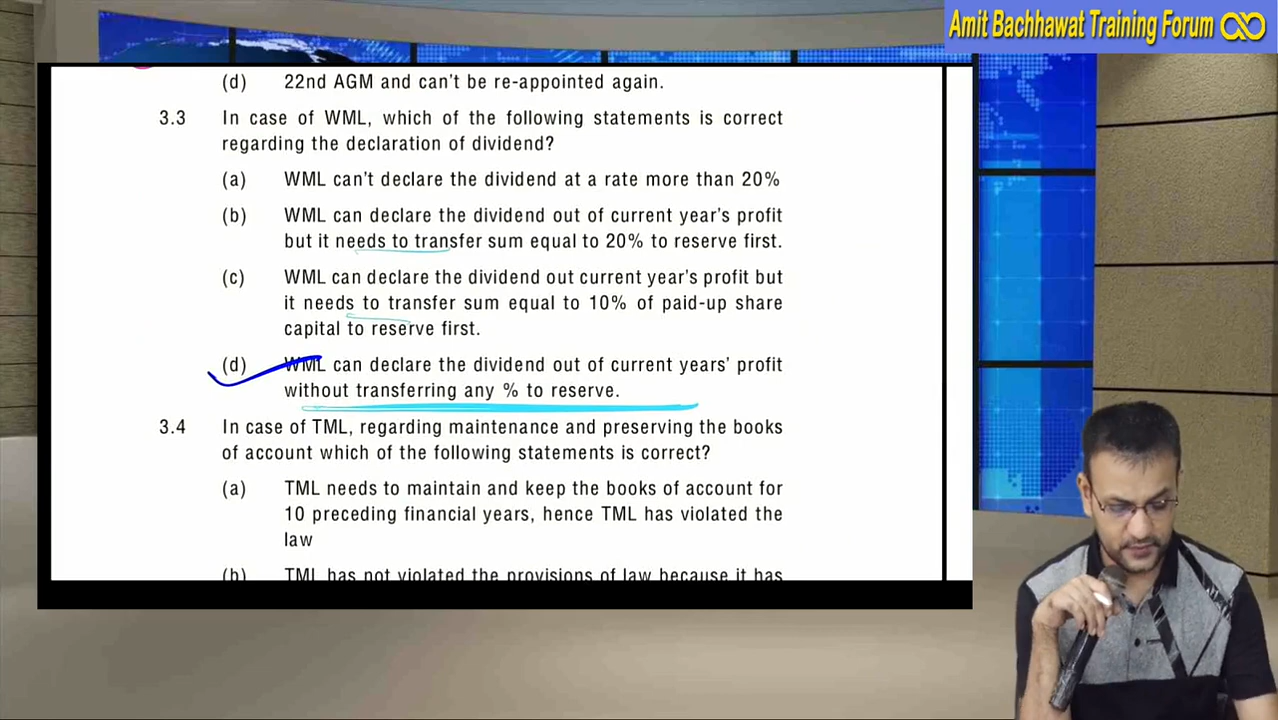 Amit Bachhawat Training Forum
(d) 22nd AGM and can't be re-appointed again.
3.3 In case of WML, which of the following statements is correct
regarding the declaration of dividend?
(a) WML can't declare the dividend at a rate more than 20%
(b) WML can declare the dividend out of current year's profit
but it needs to transfer sum equal to 20% to reserve first.
(c) WML can declare the dividend out current year's profit but
it needs to transfer sum equal to 10% of paid-up share
capital to reserve first.
(d) WML can declare the dividend out of current years' profit
without transferring any % to reserve.
3.4 In case of TML, regarding maintenance and preserving the books
of account which of the following statements is correct?
(a) TML needs to maintain and keep the books of account for
10 preceding financial years, hence TML has violated the
law
(b) TML has not violated the provisions of law because it has